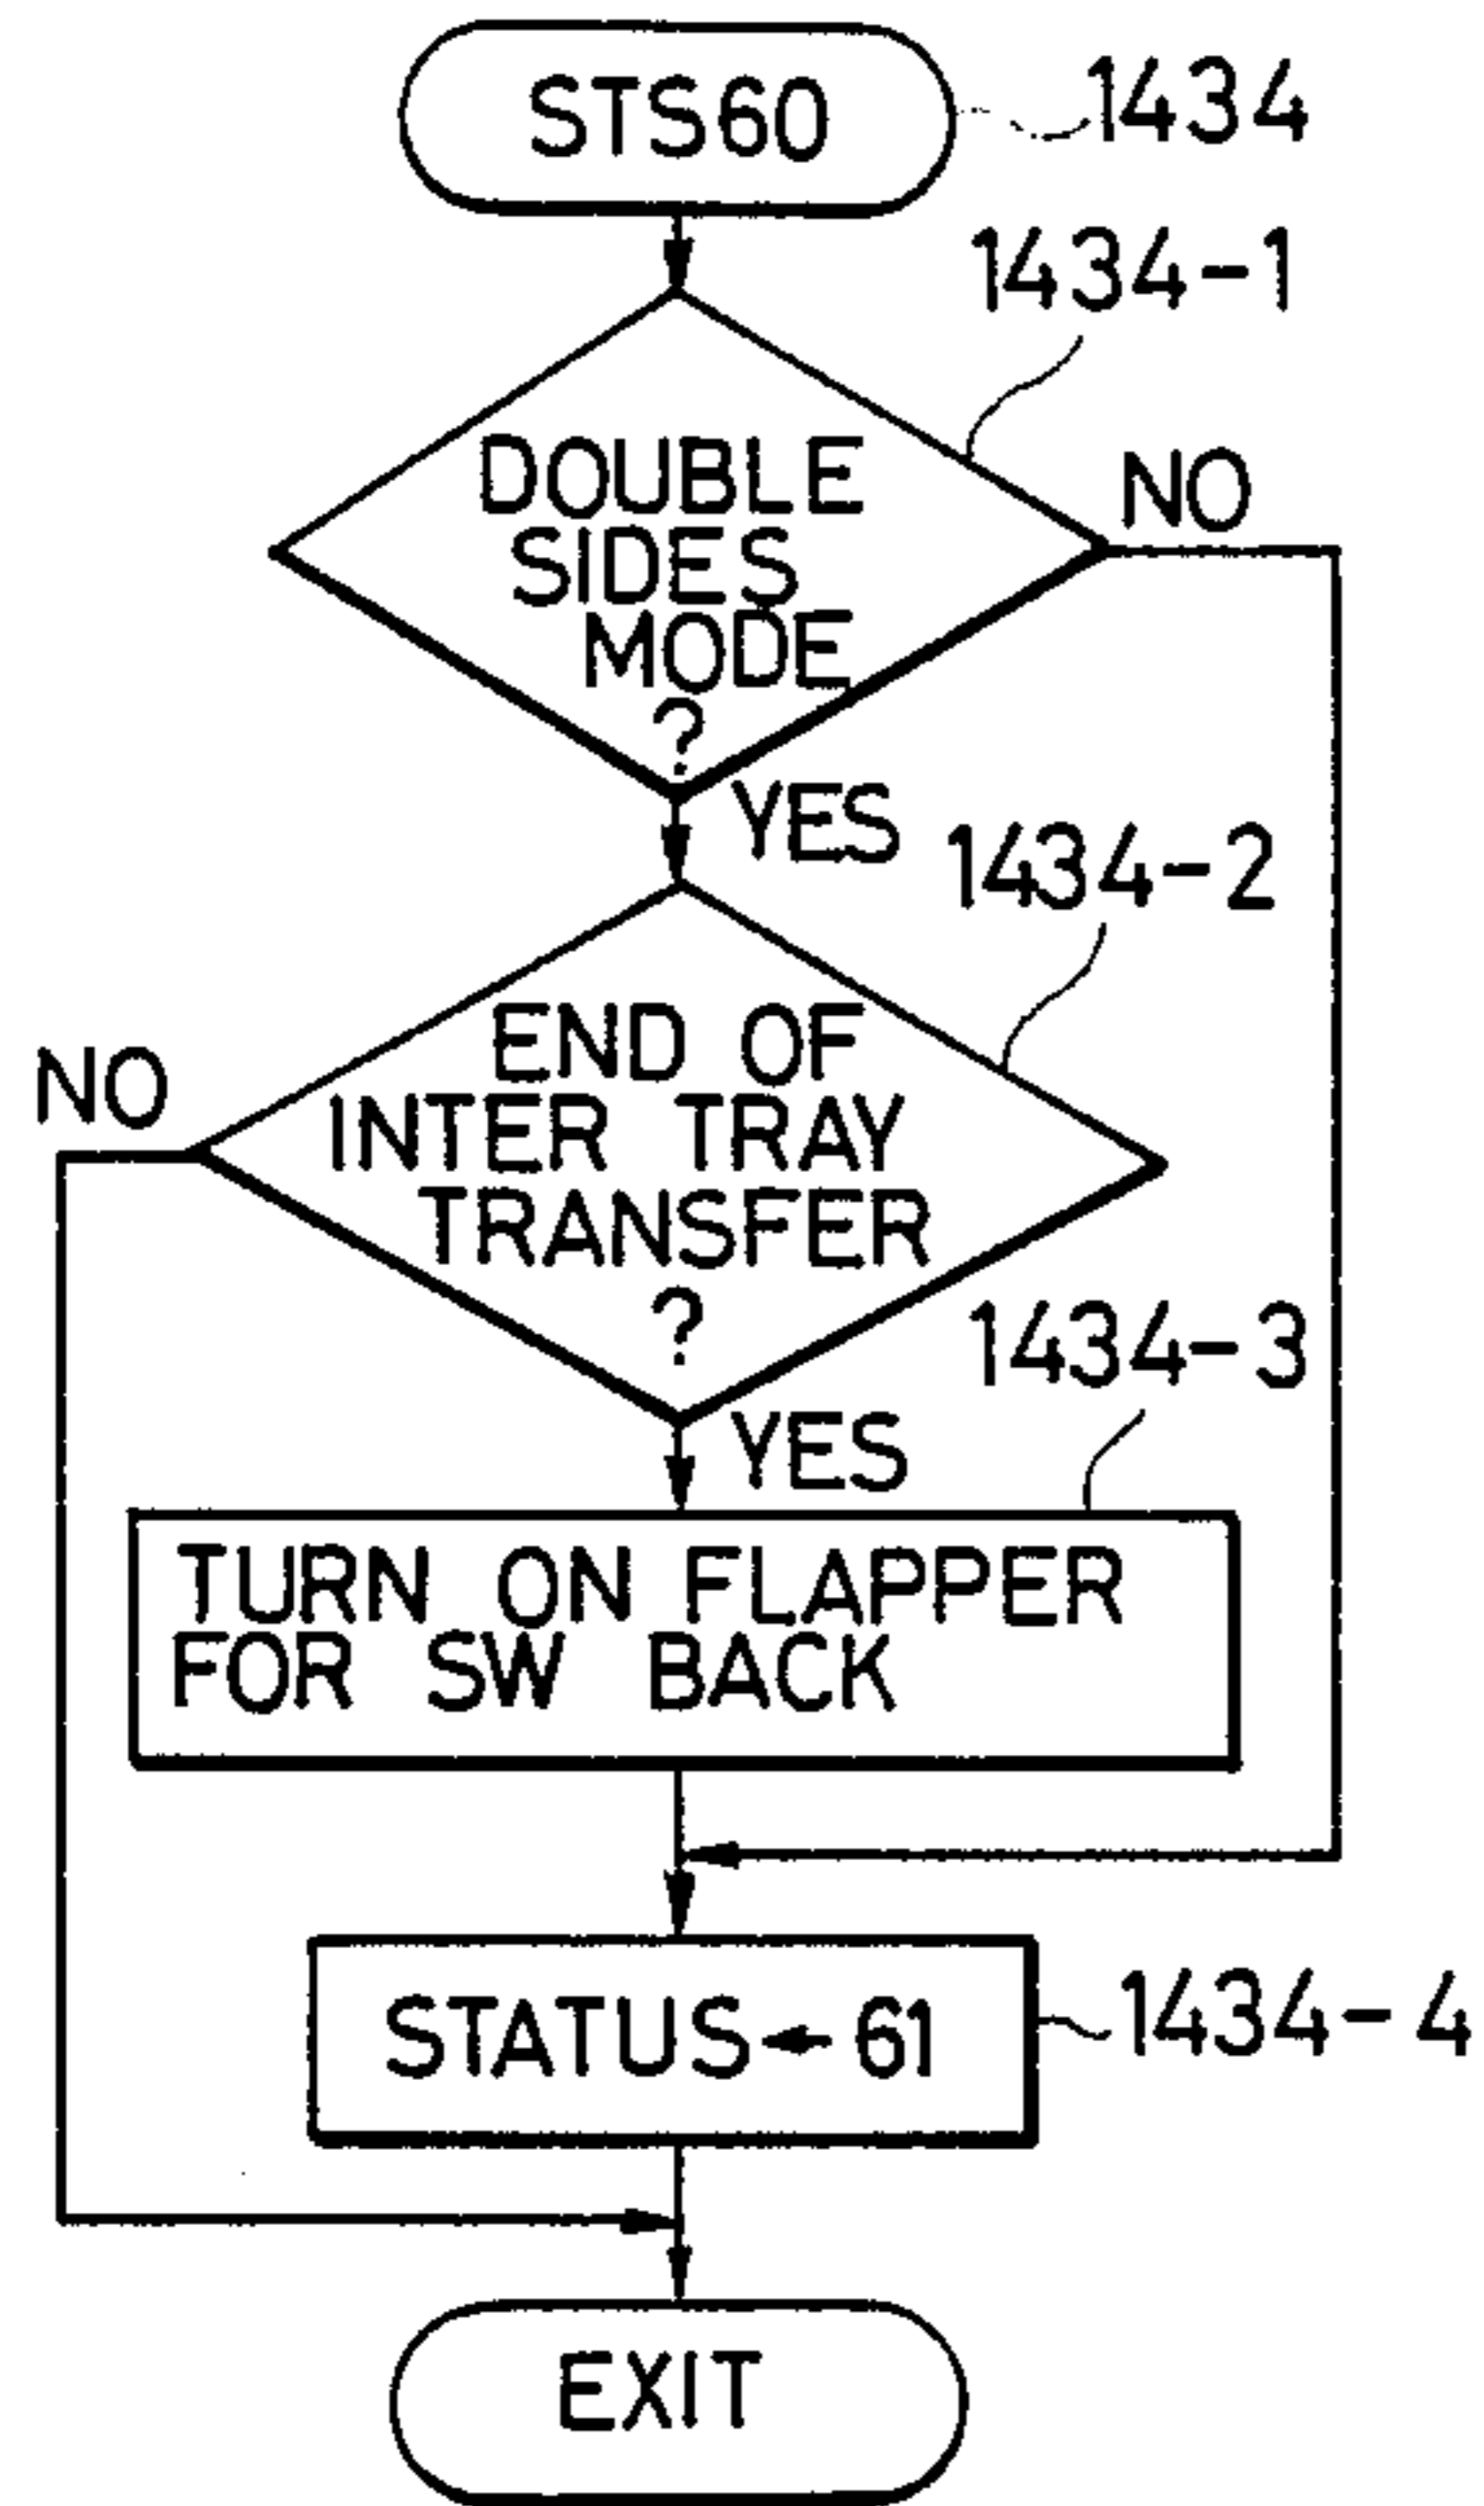 STS60
1434
1434-1
DOUBLE
SIDES
MODE
?
NO
YES
1434-2
END OF
INTER TRAY
TRANSFER
?
NO
YES
1434-3
TURN ON FLAPPER
FOR SW BACK
STATUS←61
1434-4
EXIT